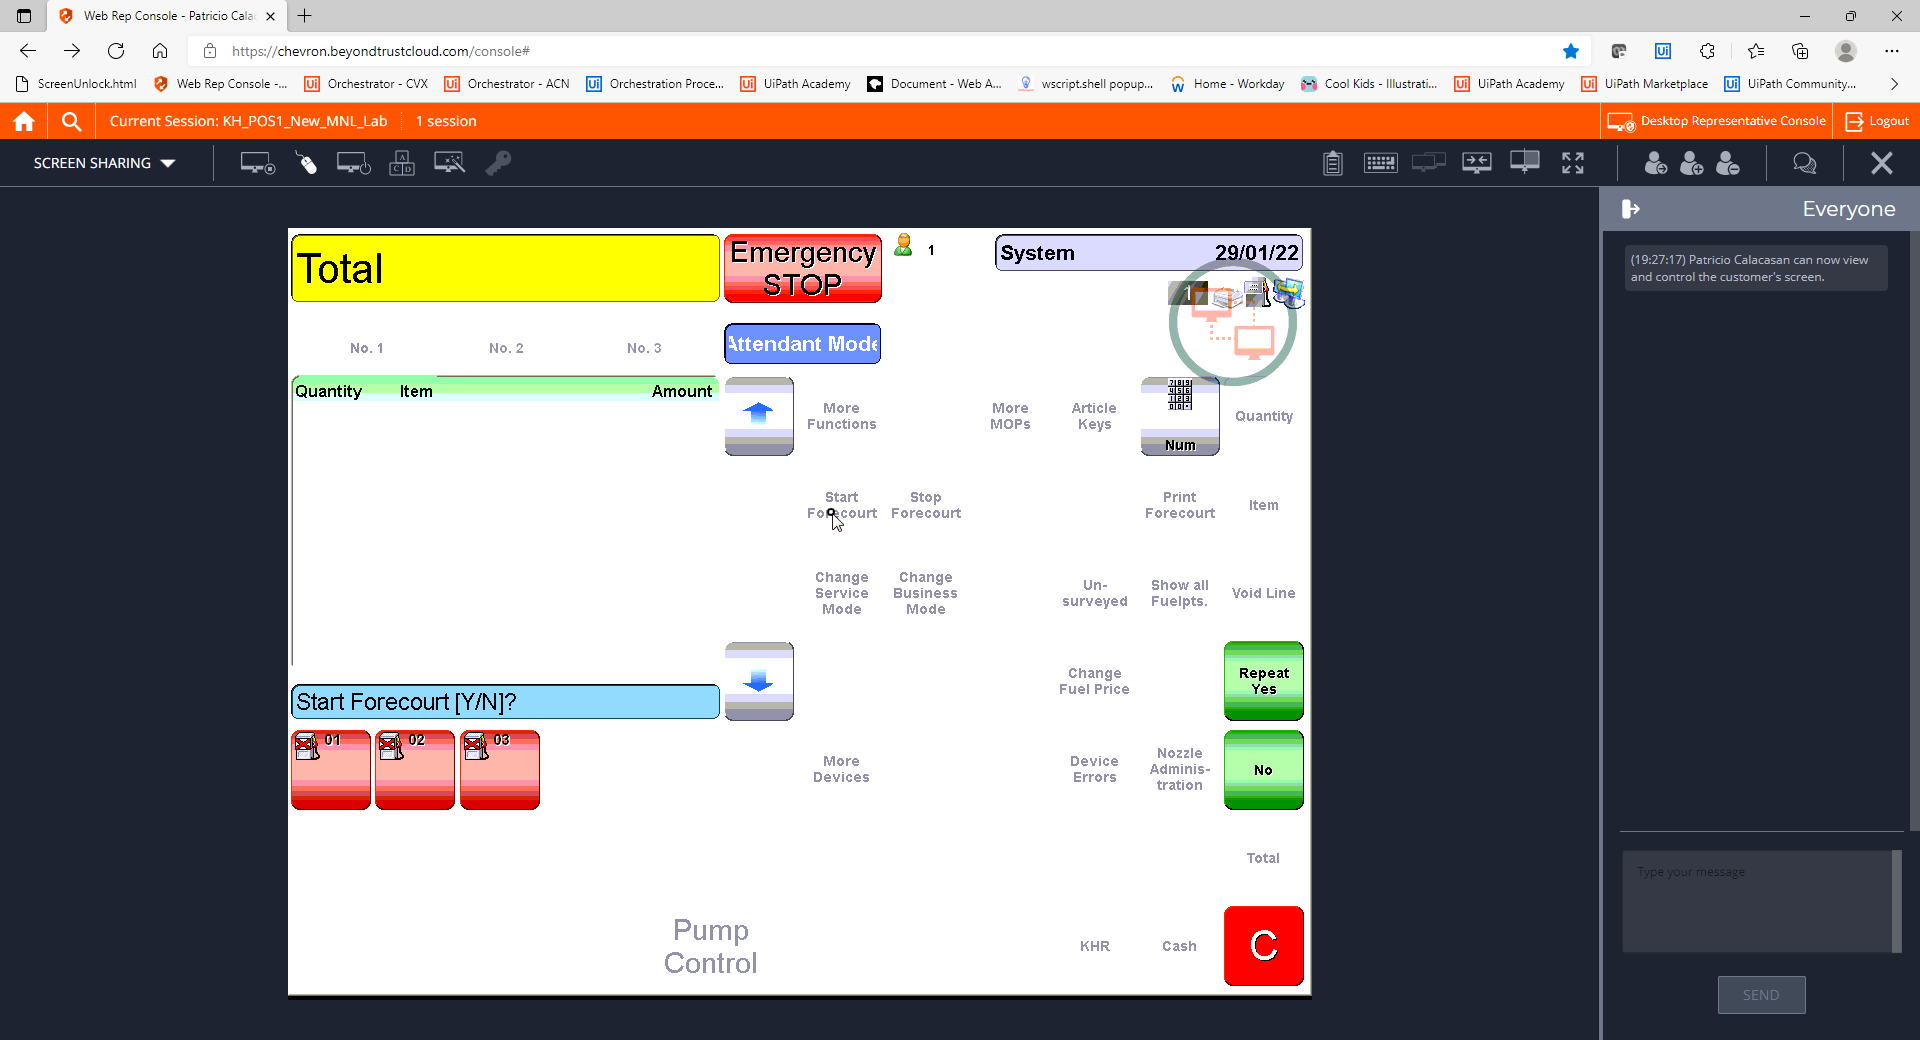 Web Rep Console - Patricio Cala
https://chevron.beyondtrustcloud.com/console#
ScreenUnlock.html
Web Rep Console -...
Orchestrator - CVX
Orchestrator - ACN
Orchestration Proce...
UiPath Academy
Document - Web A...
wscript.shell popup...
Home - Workday
Cool Kids - Illustrati...
UiPath Academy
UiPath Marketplace
UiPath Community...
Current Session: KH_POS1_New_MNL_Lab
1 session
Desktop Representative Console
Logout
SCREEN SHARING
Everyone
(19:27:17) Patricio Calacasan can now view
and control the customer's screen.
Total
Emergency
STOP
1
System 29/01/22
1
No. 1
No. 2
No. 3
Attendant Mode
Quantity Item Amount
More
Functions
More
MOPs
Article
Keys
Num
Quantity
Start
Forecourt
Stop
Forecourt
Print
Forecourt
Item
Change
Service
Mode
Change
Business
Mode
Un-
surveyed
Show all
Fuelpts.
Void Line
Change
Fuel Price
Repeat
Yes
Start Forecourt [Y/N]?
01
02
03
More
Devices
Device
Errors
Nozzle
Adminis-
tration
No
Total
Pump
Control
KHR
Cash
C
Type your message
SEND